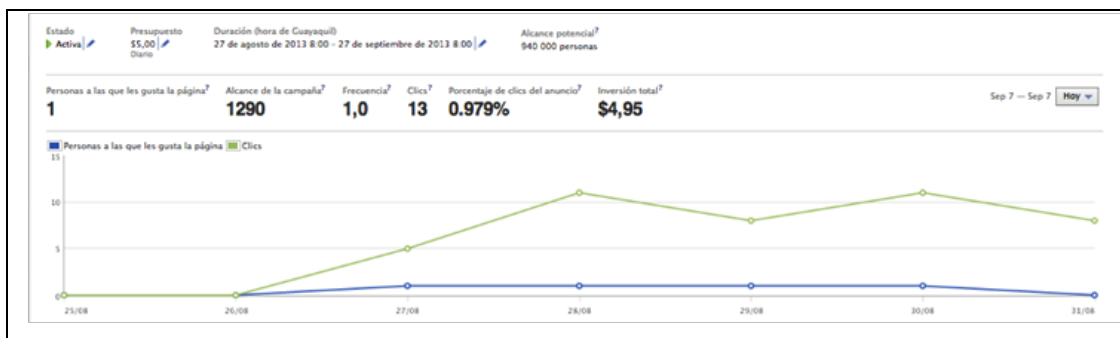 Estado Presupuesto Duración (hora de Guayaquil) Alcance potencial?
Activa $5,00 27 de agosto de 2013 8:00 - 27 de septiembre de 2013 8:00 940 000 personas
Diario
Personas a las que les gusta la página? Alcance de la campaña? Frecuencia? Clics? Porcentaje de clics del anuncio? Inversión total?
1 1290 1,0 13 0.979% $4,95 Sep 7 — Sep 7 Hoy
Personas a las que les gusta la página Clics
15
10
5
0
25/08 26/08 27/08 28/08 29/08 30/08 31/08